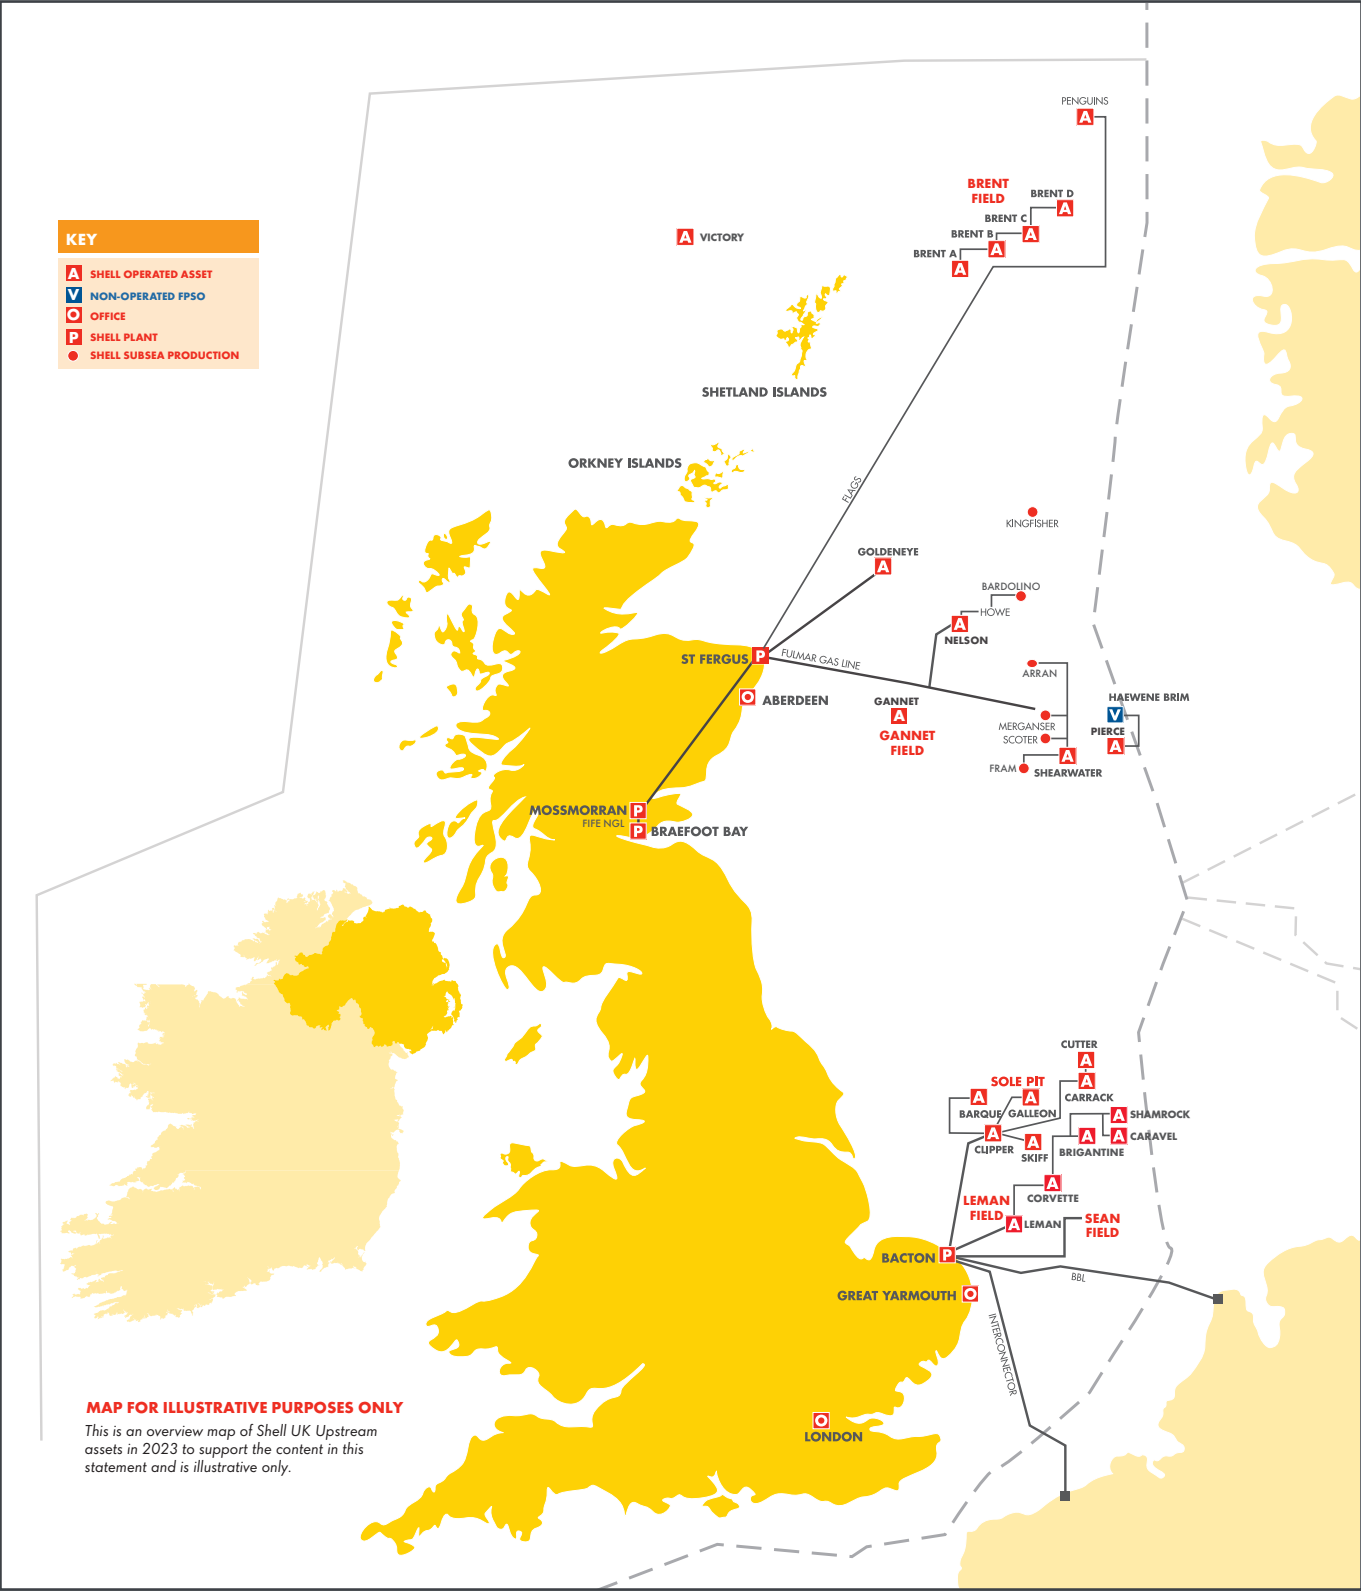 PENGUINS
BRENT
FIELD
BRENT D
A
A
BRENT C
BRENT B
A
BRENT A
A
A
A VICTORY
KEY
A SHELL OPERATED ASSET
V NON-OPERATED FPSO
O OFFICE
P SHELL PLANT
SHELL SUBSEA PRODUCTION
SHETLAND ISLANDS
ORKNEY ISLANDS
FLAGS
KINGFISHER
GOLDENEYE
A
BARDOLINO
HOWE
A
NELSON
ST FERGUS P
FULMAR GAS LINE
ARRAN
O ABERDEEN
GANNET
A
GANNET
FIELD
MERGANSER
SCOTER
FRAM
A
SHEARWATER
HAEWENE BRIM
V
PIERCE
A
MOSSMORRAN P
FIFE NGL
P BRAEFOOT BAY
CUTTER
A
SOLE PIT
A
CARRACK
A
BARQUE
A
GALLEON
A SHAMROCK
A
CLIPPER
A
SKIFF
A
BRIGANTINE
A CARAVEL
A
CORVETTE
LEMAN
FIELD
A LEMAN
SEAN
FIELD
BACTON P
BBL
GREAT YARMOUTH O
INTERCONNECTOR
O
LONDON
MAP FOR ILLUSTRATIVE PURPOSES ONLY
This is an overview map of Shell UK Upstream
assets in 2023 to support the content in this
statement and is illustrative only.